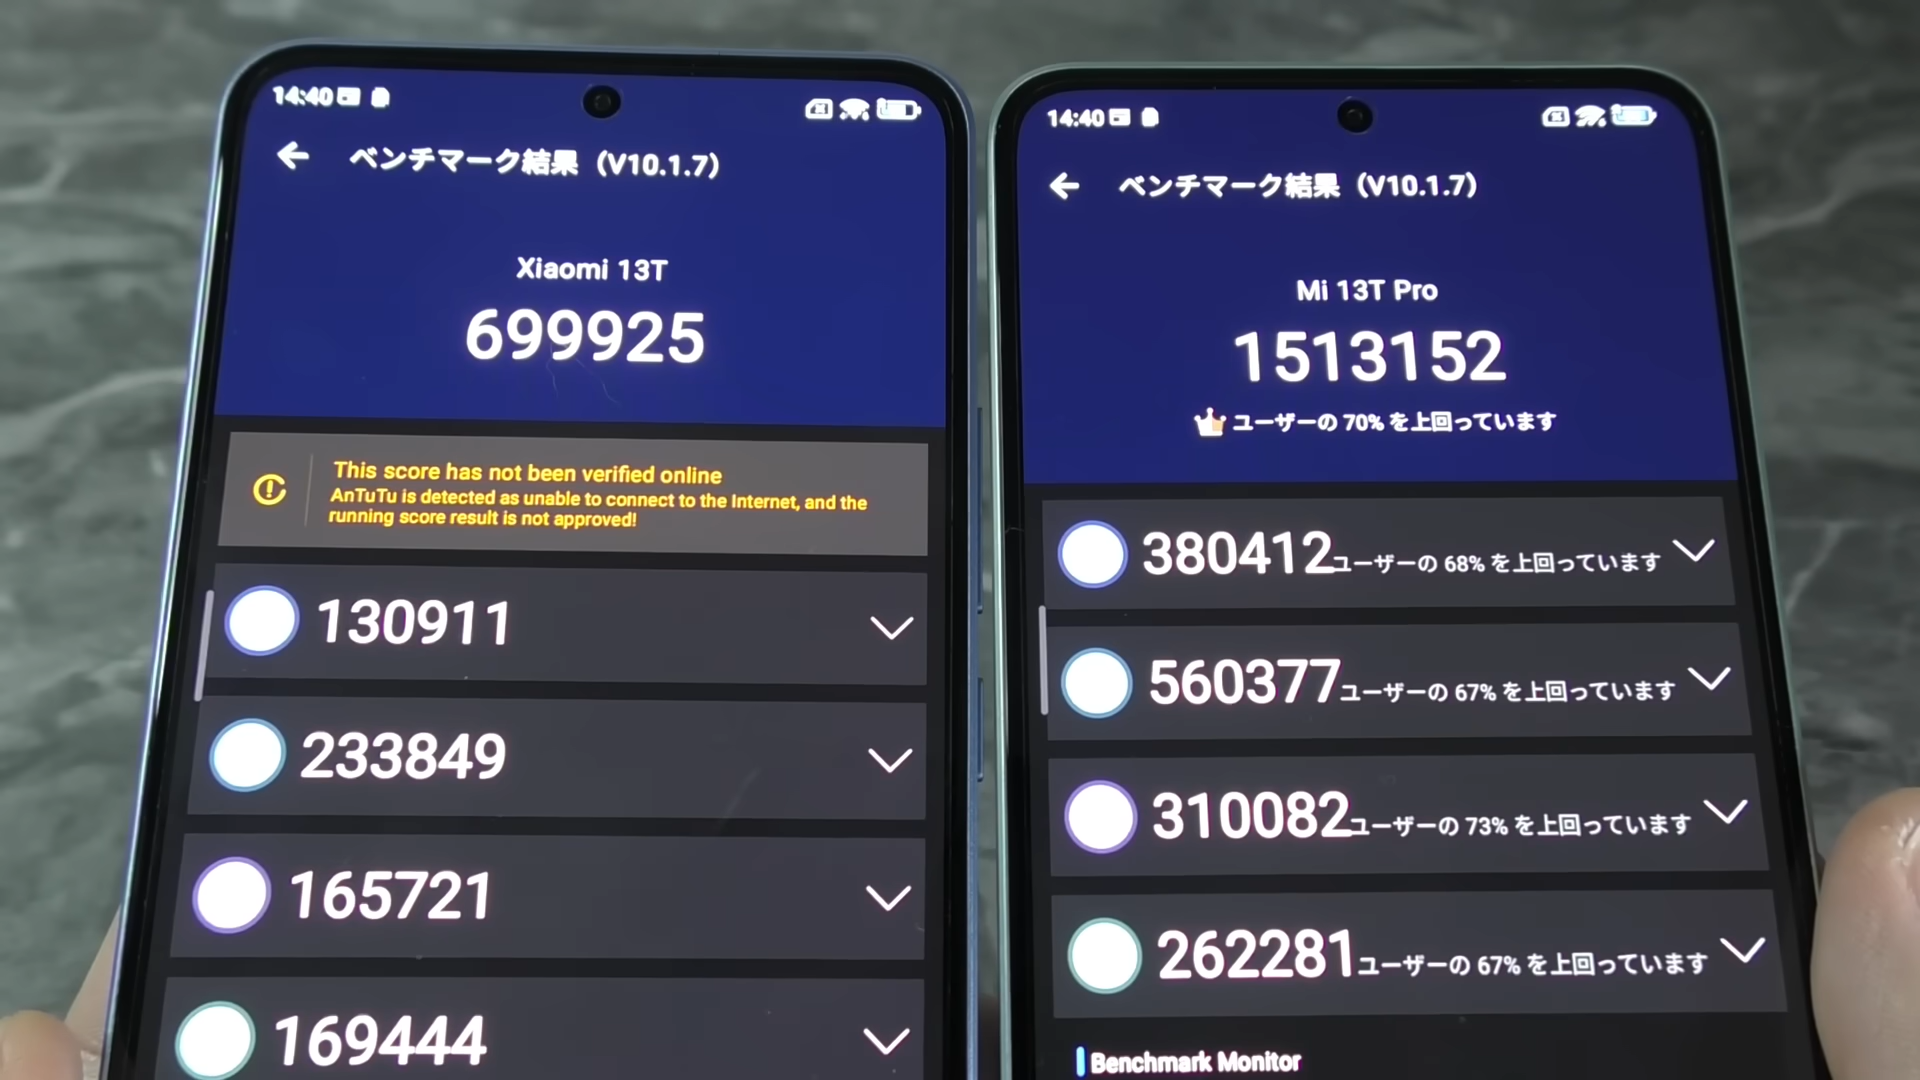 14:40
ベンチマーク結果（V10.1.7）
Xiaomi 13T
699925
This score has not been verified online
AnTuTu is detected as unable to connect to the Internet, and the
running score result is not approved!
130911
233849
165721
169444
14:40
ベンチマーク結果（V10.1.7）
Mi 13T Pro
1513152
ユーザーの 70% を上回っています
380412ユーザーの 68% を上回っています
560377ユーザーの 67% を上回っています
310082ユーザーの 73% を上回っています
262281ユーザーの 67% を上回っています
Benchmark Monitor